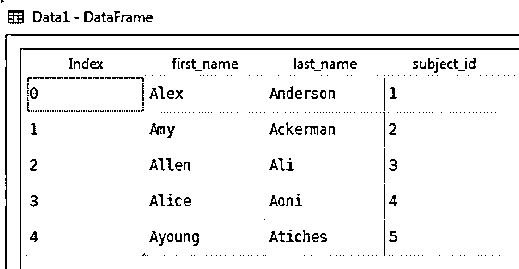 Data1 - DataFrame
Index first_name last_name subject_id
0 Alex Anderson 1
1 Amy Ackerman 2
2 Allen Ali 3
3 Alice Aoni 4
4 Ayoung Atiches 5